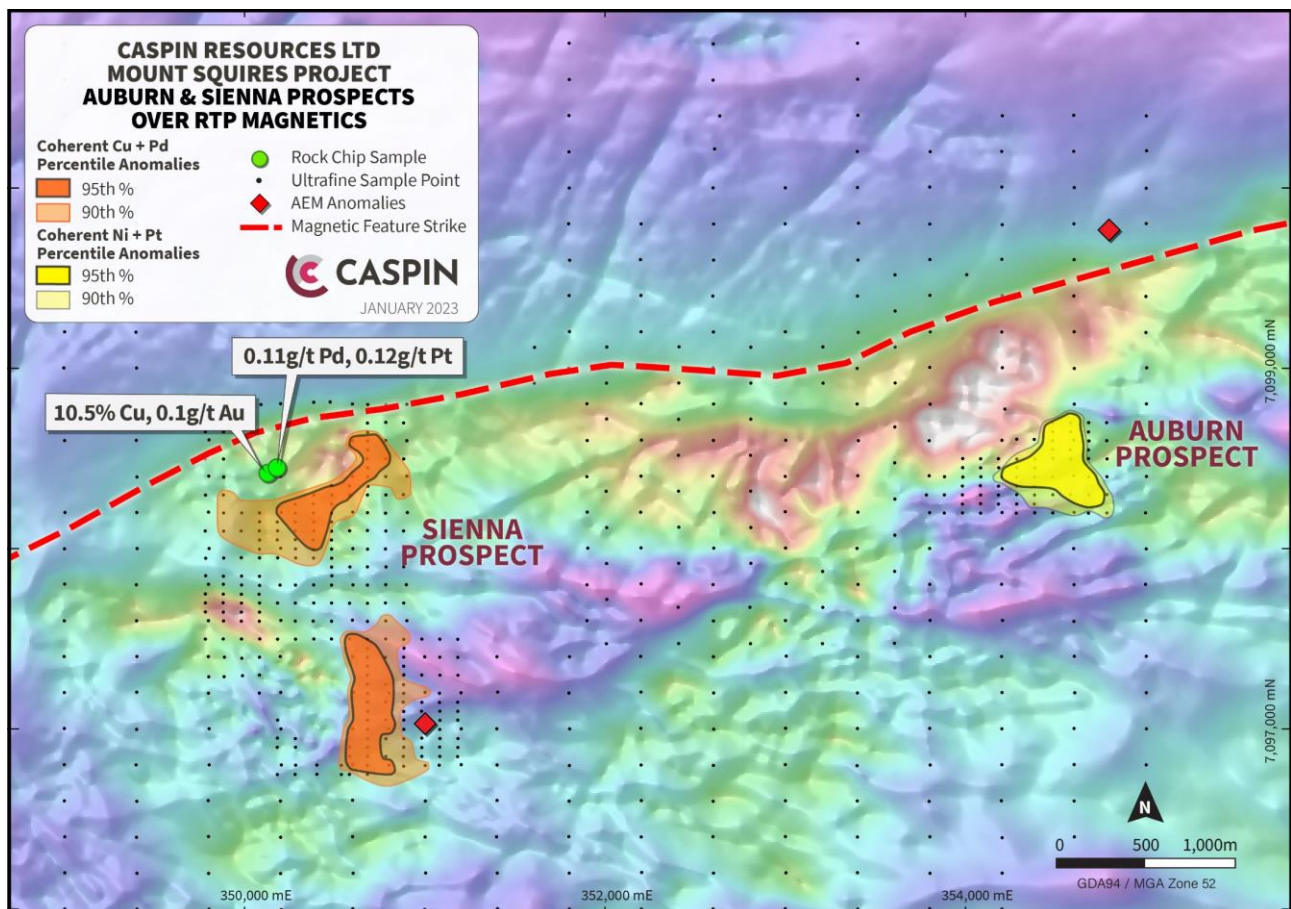 CASPIN RESOURCES LTD
MOUNT SQUIRES PROJECT
AUBURN & SIENNA PROSPECTS
OVER RTP MAGNETICS
Coherent Cu + Pd
Percentile Anomalies
95th %
90th %
Coherent Ni + Pt
Percentile Anomalies
95th %
90th %
Rock Chip Sample
Ultrafine Sample Point
AEM Anomalies
Magnetic Feature Strike
CASPIN
JANUARY 2023
0.11g/t Pd, 0.12g/t Pt
10.5% Cu, 0.1g/t Au
SIENNA
PROSPECT
AUBURN
PROSPECT
7,099,000 mN
7,097,000 mN
N
0 500 1,000m
GDA94 / MGA Zone 52
350,000 mE
352,000 mE
354,000 mE